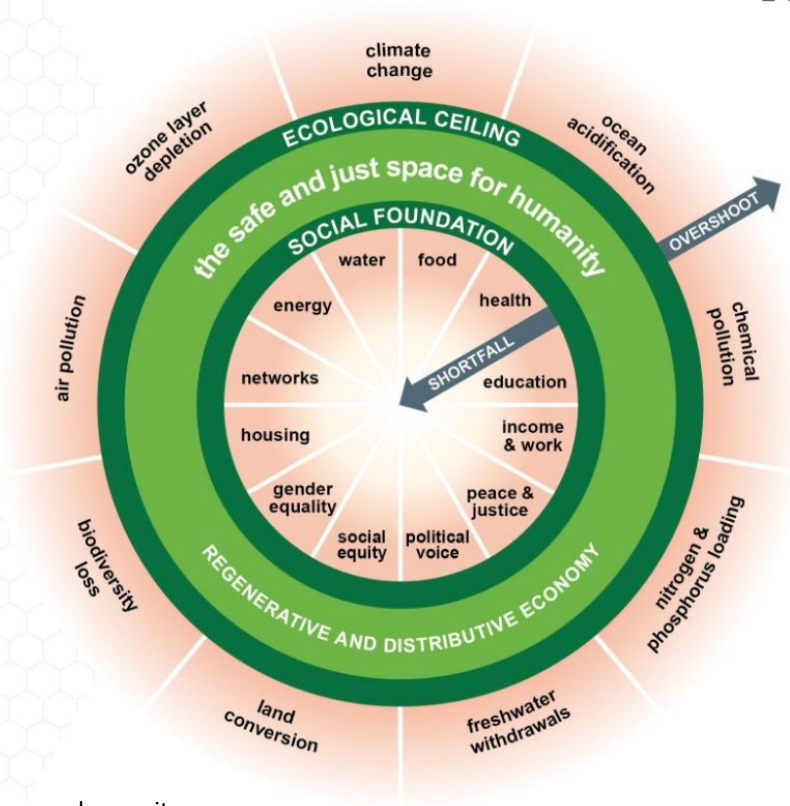 climate
change
ocean
acidification
OVERSHOOT
chemical
pollution
nitrogen &
phosphorus loading
freshwater
withdrawals
land
conversion
biodiversity
loss
air pollution
ozone layer
depletion
ECOLOGICAL CEILING
the safe and just space for humanity
SOCIAL FOUNDATION
water
food
health
SHORTFALL
education
income
& work
peace &
justice
political
voice
social
equity
gender
equality
housing
networks
energy
REGENERATIVE AND DISTRIBUTIVE ECONOMY